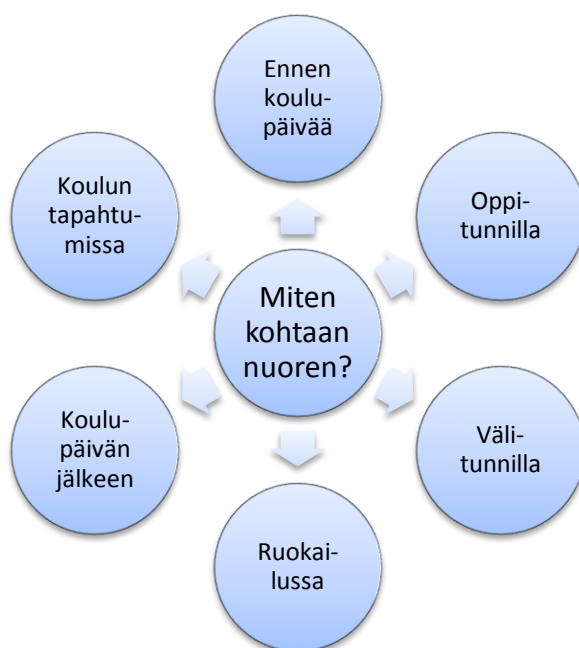 Ennen
koulu-
päivää
Oppi-
tunnilla
Väli-
tunnilla
Ruokai-
lussa
Koulu-
päivän
jälkeen
Koulun
tapahtu-
missa
Miten
kohtaan
nuoren?